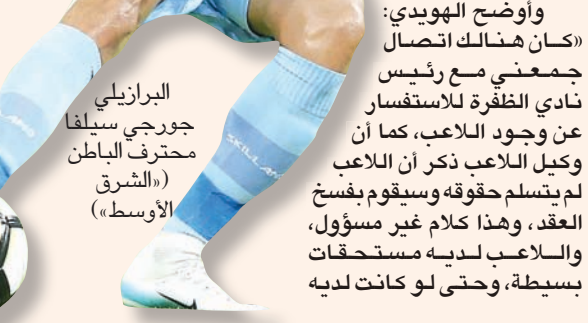 وأوضح الهويدي:
«كان هنالك اتصال
جمعني مع رئيس
نادي الظفرة للاستفسار
عن وجود اللاعب، كما أن
وكيل اللاعب ذكر أن اللاعب
لم يتسلم حقوقه وسيقوم بفسخ
العقد، وهذا كلام غير مسؤول،
واللاعب لديه مستحقات
بسيطة، وحتى لو كانت لديه
البرازيلي
جورجي سيلفا
محترف الباطن
(«الشرق
الأوسط»)
SKILLANO